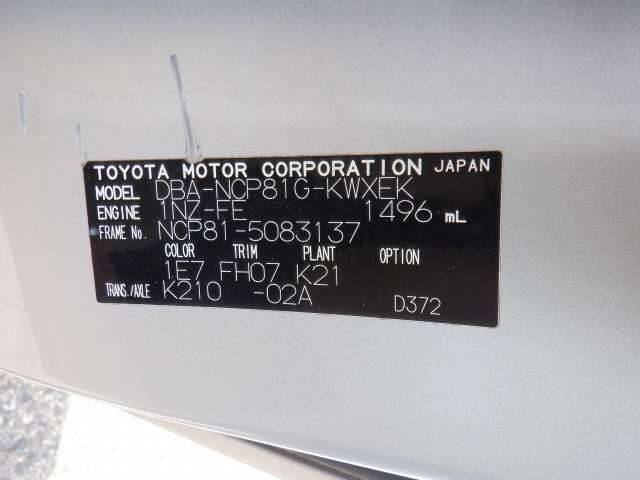 TOYOTA MOTOR CORPORATION JAPAN
MODEL DBA-NCP81G-KWXEK
ENGINE 1NZ-FE 1496 mL
FRAME No. NCP81-5083137
COLOR TRIM PLANT OPTION
1E7 FH07 K21
TRANS./AXLE K210 -02A D372